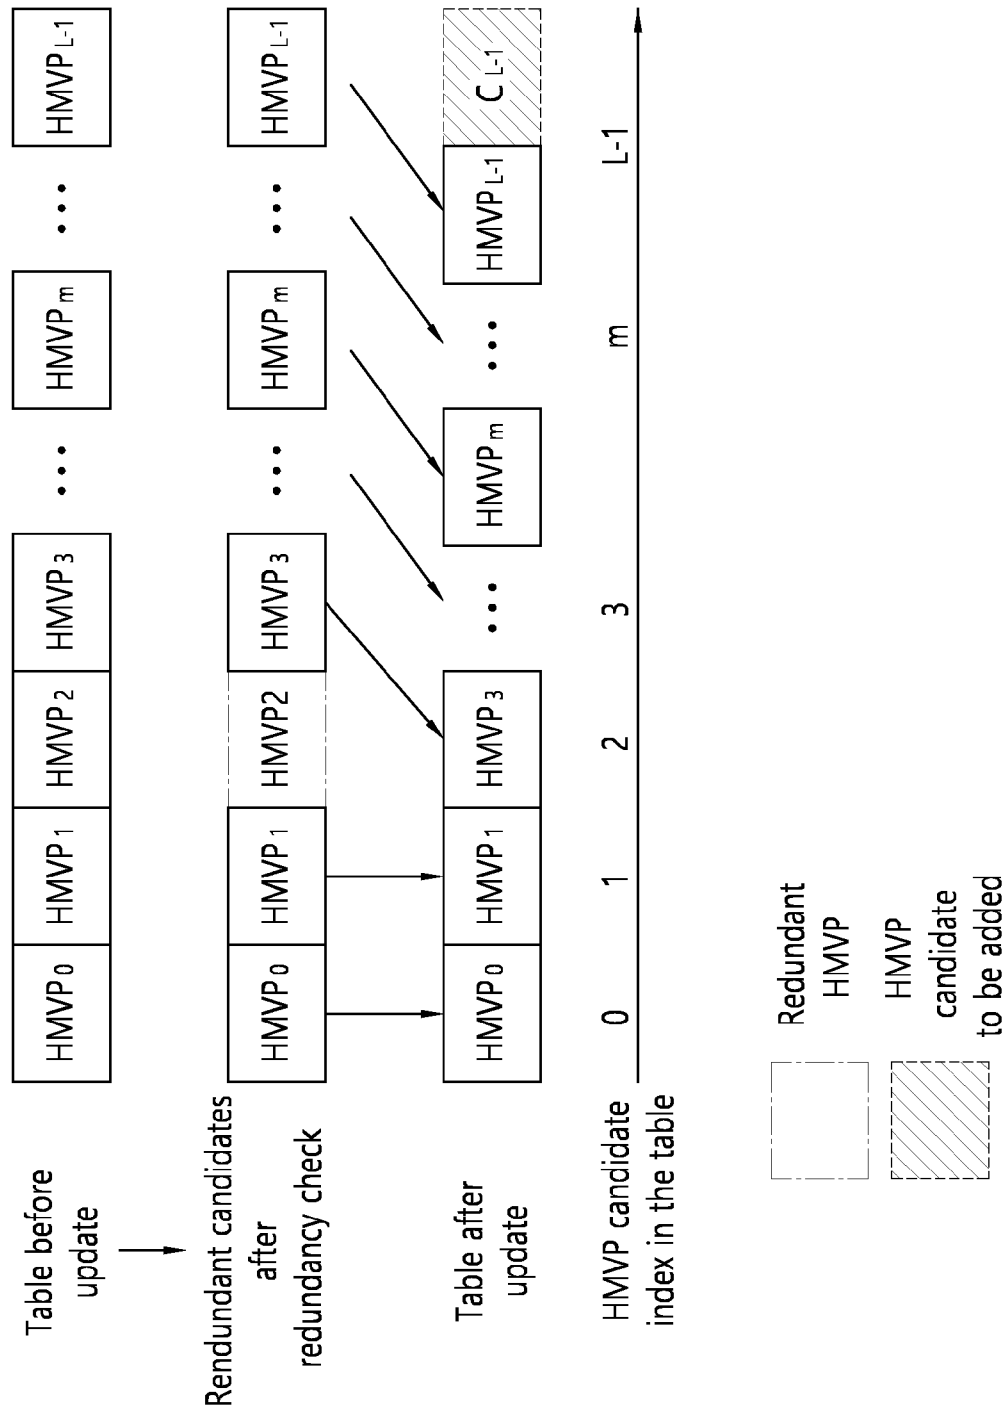 Table before
update
HMVP0
HMVP1
HMVP2
HMVP3
•••
HMVPm
•••
HMVPL-1
Rendundant candidates
after
redundancy check
HMVP0
HMVP1
HMVP2
HMVP3
•••
HMVPm
•••
HMVPL-1
Table after
update
HMVP0
HMVP1
HMVP3
•••
HMVPm
•••
HMVPL-1
CL-1
HMVP candidate
index in the table
0
1
2
3
m
L-1
Redundant
HMVP
HMVP
candidate
to be added